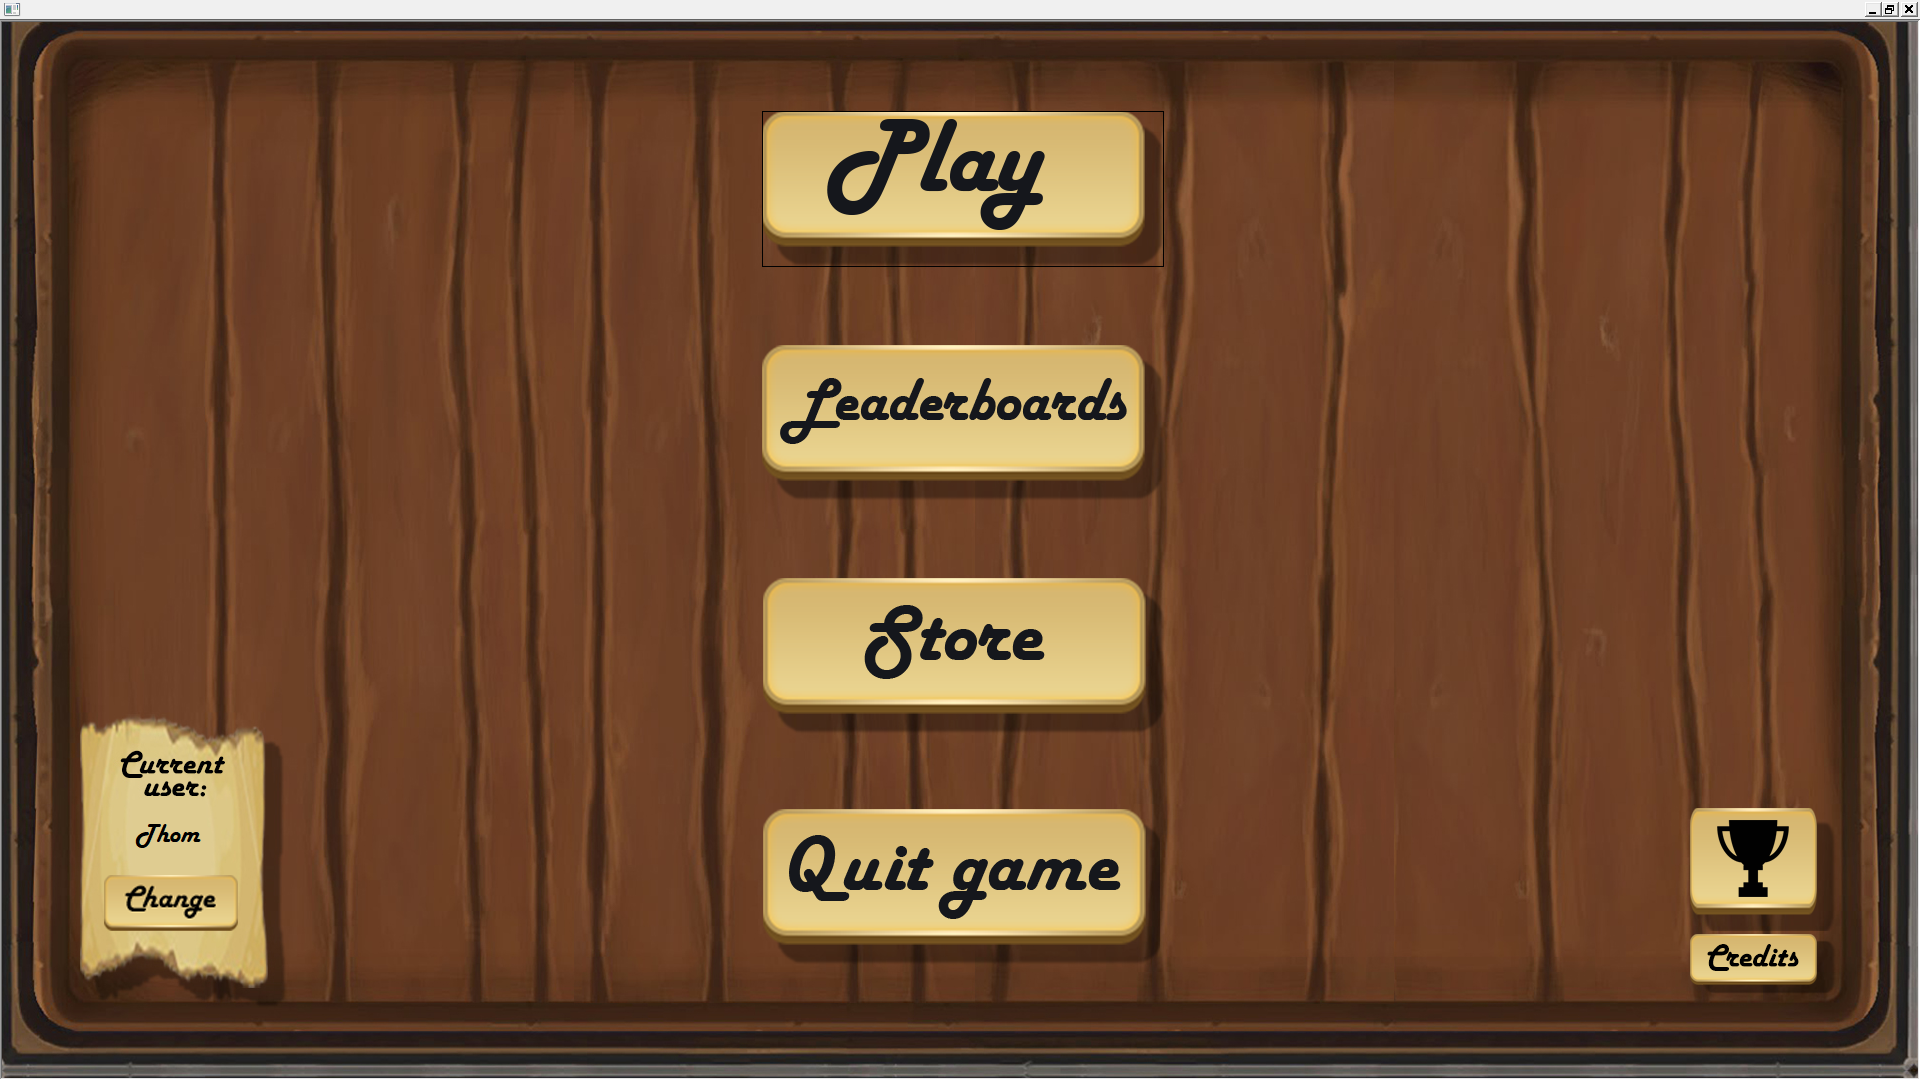 Play
Leaderboards
Store
Quit game
Current
user:
Thom
Change
Credits